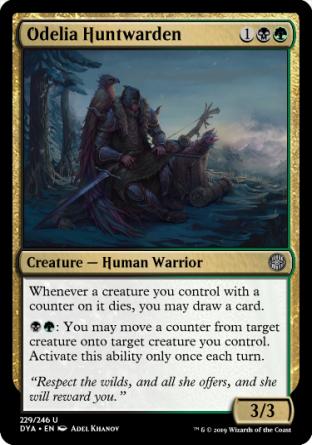 Odelia Huntwarden 1
Creature — Human Warrior
Whenever a creature you control with a
counter on it dies, you may draw a card.
: You may move a counter from target
creature onto target creature you control.
Activate this ability only once each turn.
“Respect the wilds, and all she offers, and she
will reward you.”
3/3
229/246 U
DYA • EN Adel Khanov
™ & © 2019 Wizards of the Coast